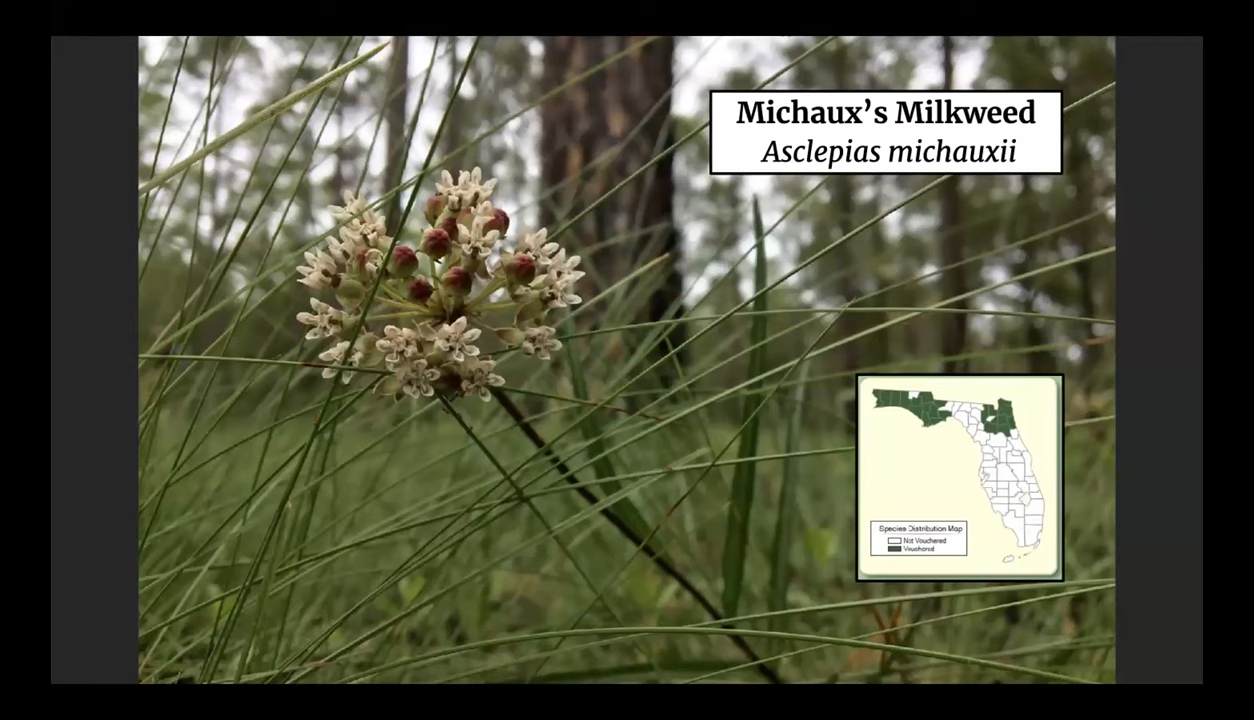 Michaux’s Milkweed
Asclepias michauxii
Species Distribution Map
Not Vouchered
Vouchered